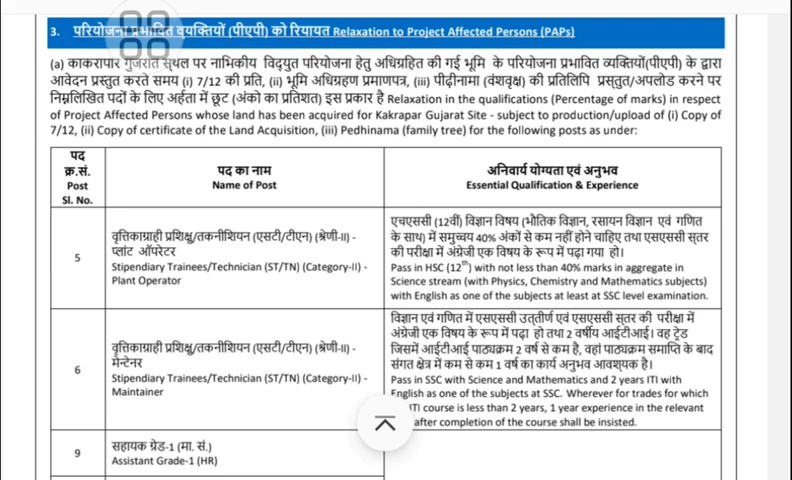 3. परियोजना प्रभावित व्यक्तियों (पीएपी) को रियायत Relaxation to Project Affected Persons (PAPs)
(a) काकरापार गुजरात स्थल पर नाभिकीय विद्युत परियोजना हेतु अधिग्रहित की गई भूमि के परियोजना प्रभावित व्यक्तियों(पीएपी) के द्वारा
आवेदन प्रस्तुत करते समय (i) 7/12 की प्रति, (ii) भूमि अधिग्रहण प्रमाणपत्र, (iii) पीढ़ीनामा (वंशवृक्ष) की प्रतिलिपि प्रस्तुत/अपलोड करने पर
निम्नलिखित पदों के लिए अर्हता में छूट (अंको का प्रतिशत) इस प्रकार है Relaxation in the qualifications (Percentage of marks) in respect
of Project Affected Persons whose land has been acquired for Kakrapar Gujarat Site - subject to production/upload of (i) Copy of
7/12, (ii) Copy of certificate of the Land Acquisition, (iii) Pedhinama (family tree) for the following posts as under:
पद
क्र.सं.
Post
Sl. No.
पद का नाम
Name of Post
अनिवार्य योग्यता एवं अनुभव
Essential Qualification & Experience
5
वृत्तिकाग्राही प्रशिक्षु/तकनीशियन (एसटी/टीएन) (श्रेणी-II) -
प्लांट ऑपरेटर
Stipendiary Trainees/Technician (ST/TN) (Category-II) -
Plant Operator
एचएससी (12वीं) विज्ञान विषय (भौतिक विज्ञान, रसायन विज्ञान एवं गणित
के साथ) में समुच्चय 40% अंकों से कम नहीं होने चाहिए तथा एसएससी स्तर
की परीक्षा में अंग्रेजी एक विषय के रूप में पढ़ा गया हो।
Pass in HSC (12th) with not less than 40% marks in aggregate in
Science stream (with Physics, Chemistry and Mathematics subjects)
with English as one of the subjects at least at SSC level examination.
6
वृत्तिकाग्राही प्रशिक्षु/तकनीशियन (एसटी/टीएन) (श्रेणी-II) -
मेन्टेनर
Stipendiary Trainees/Technician (ST/TN) (Category-II) -
Maintainer
विज्ञान एवं गणित में एसएससी उत्तीर्ण एवं एसएससी स्तर की परीक्षा में
अंग्रेजी एक विषय के रूप में पढ़ा हो तथा 2 वर्षीय आईटीआई। वह ट्रेड
जिसमें आईटीआई पाठ्यक्रम 2 वर्ष से कम है, वहां पाठ्यक्रम समाप्ति के बाद
संगत क्षेत्र में कम से कम 1 वर्ष का कार्य अनुभव आवश्यक है।
Pass in SSC with Science and Mathematics and 2 years ITI with
English as one of the subjects at SSC. Wherever for trades for which
ITI course is less than 2 years, 1 year experience in the relevant
after completion of the course shall be insisted.
9
सहायक ग्रेड-1 (मा. सं.)
Assistant Grade-1 (HR)